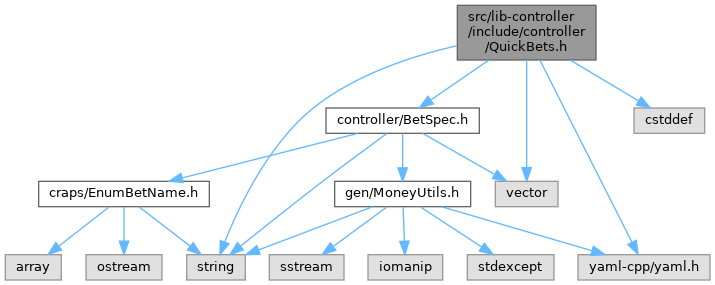 src/lib-controller
/include/controller
/QuickBets.h
controller/BetSpec.h
cstddef
craps/EnumBetName.h
gen/MoneyUtils.h
vector
array
ostream
string
sstream
iomanip
stdexcept
yaml-cpp/yaml.h